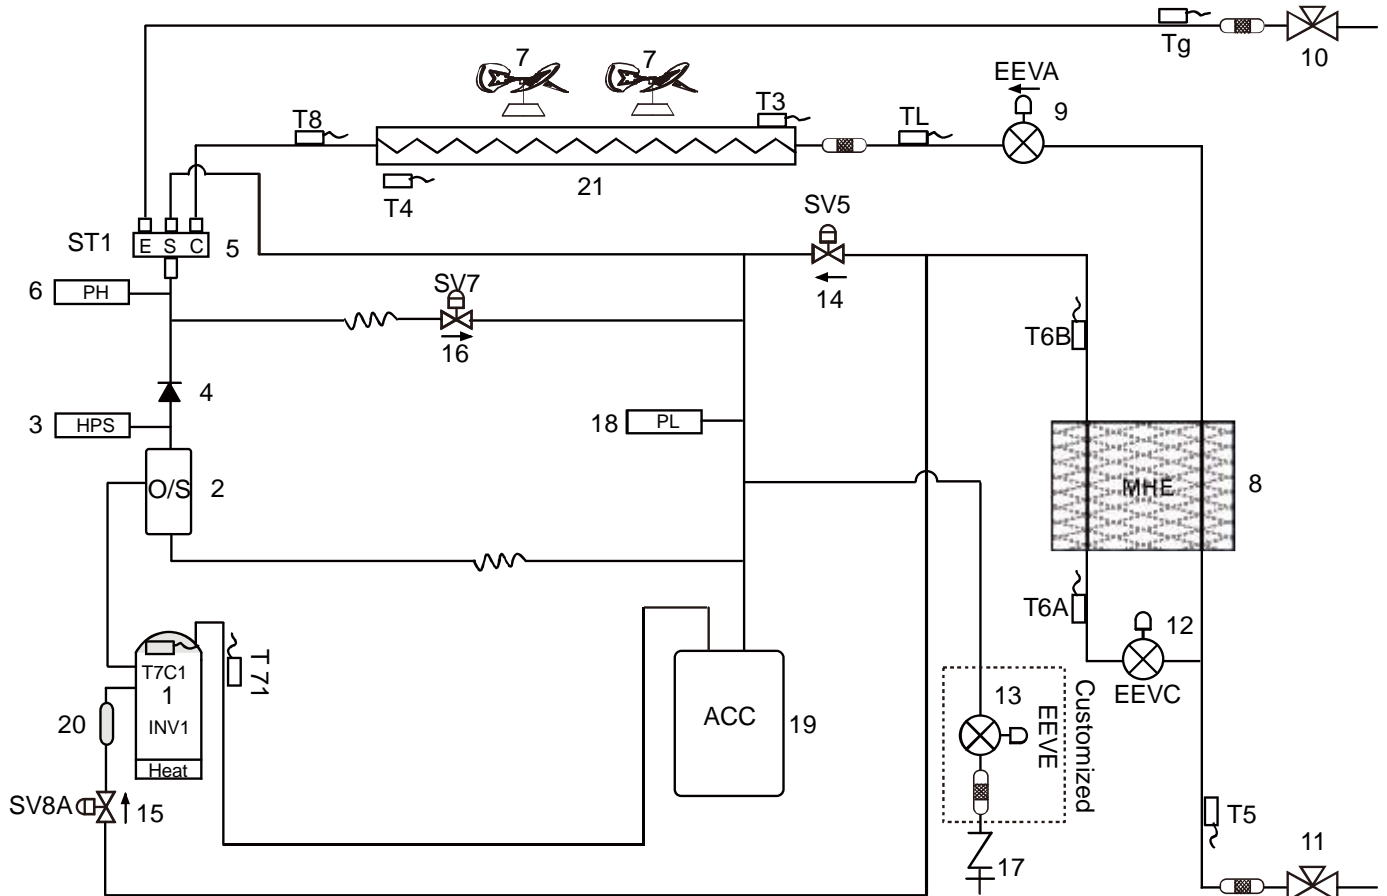 Tg
10
7
7
EEVA
9
T8
T3
TL
T4
21
SV5
ST1
E S C
5
14
6
PH
SV7
16
T6B
4
3
HPS
18
PL
O/S
2
MHE
8
T6A
12
EEVC
T7C1
1
INV1
Heat
T71
20
SV8A
15
ACC
19
13
EEVE
Customized
17
T5
11